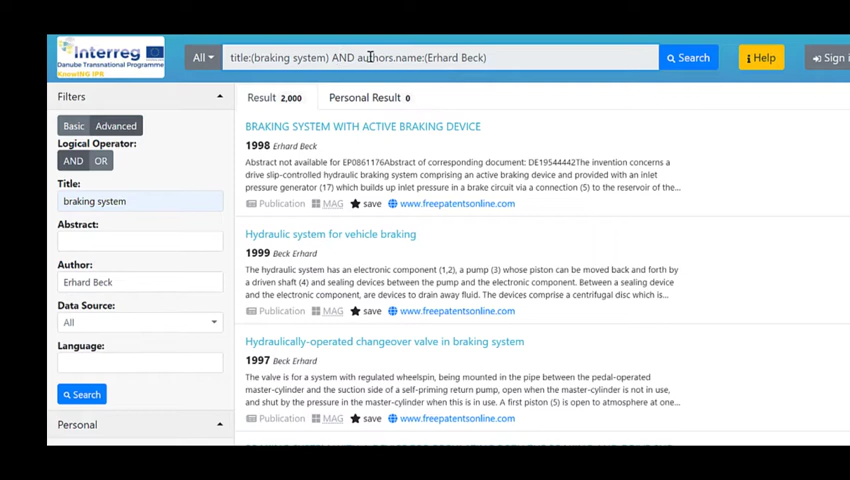 Interreg
Danube Transnational Programme
KnowING IPR
All
title:(braking system) AND authors.name:(Erhard Beck)
Search
Help
Sign i
Filters
Basic Advanced
Logical Operator:
AND OR
Title:
braking system
Abstract:
Author:
Erhard Beck
Data Source:
All
Language:
Search
Personal
Result 2,000 Personal Result 0
BRAKING SYSTEM WITH ACTIVE BRAKING DEVICE
1998 Erhard Beck
Abstract not available for EP0861176Abstract of corresponding document: DE19544442The invention concerns a
drive slip-controlled hydraulic braking system comprising an active braking device and provided with an inlet
pressure generator (17) which builds up inlet pressure in a brake circuit via a connection (5) to the reservoir of the...
Publication MAG save www.freepatentsonline.com
Hydraulic system for vehicle braking
1999 Beck Erhard
The hydraulic system has an electronic component (1,2), a pump (3) whose piston can be moved back and forth by
a driven shaft (4) and sealing devices between the pump and the electronic component. Between a sealing device
and the electronic component, are devices to drain away fluid. The devices comprise a centrifugal disc which is...
Publication MAG save www.freepatentsonline.com
Hydraulically-operated changeover valve in braking system
1997 Beck Erhard
The valve is for a system with regulated wheelspin, being mounted in the pipe between the pedal-operated
master-cylinder and the suction side of a self-priming return pump, open when the master-cylinder is not in use,
and shut by the pressure in the master-cylinder when this is in use. A first piston (5) is open to atmosphere at one...
Publication MAG save www.freepatentsonline.com